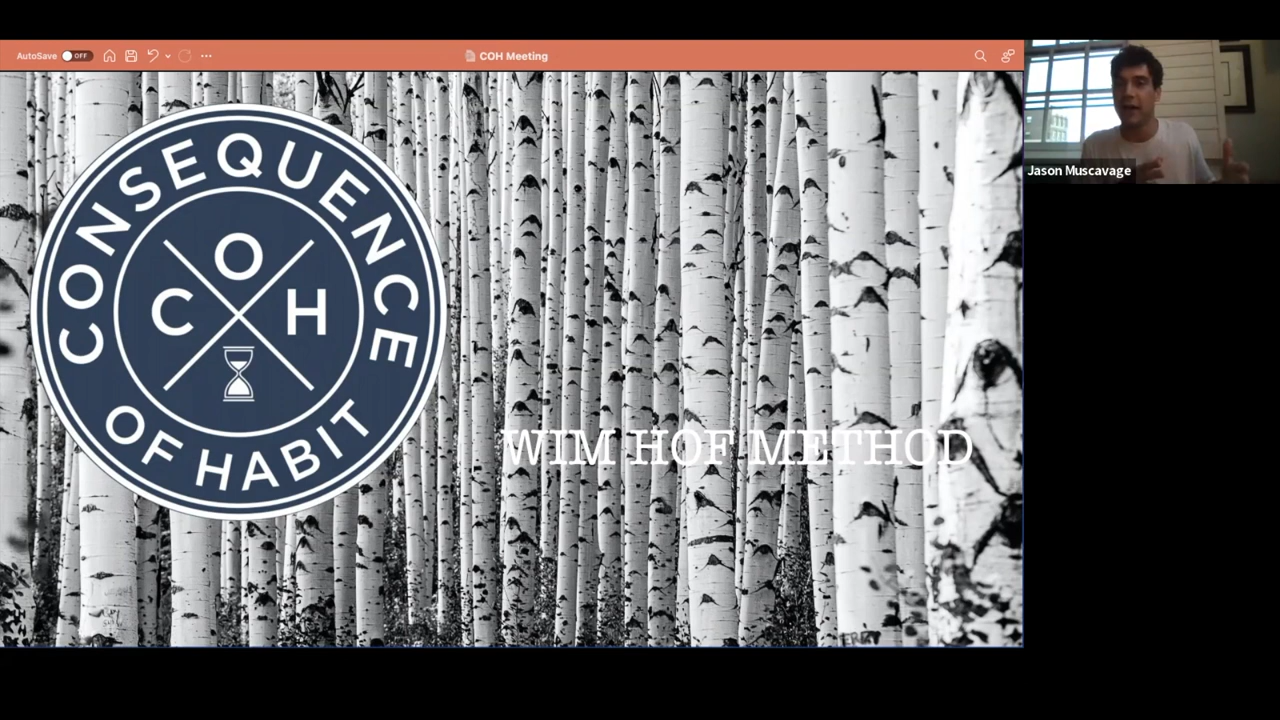 AutoSave OFF
COH Meeting
Jason Muscavage
CONSEQUENCE
OF HABIT
O
C H
WIM HOF METHOD